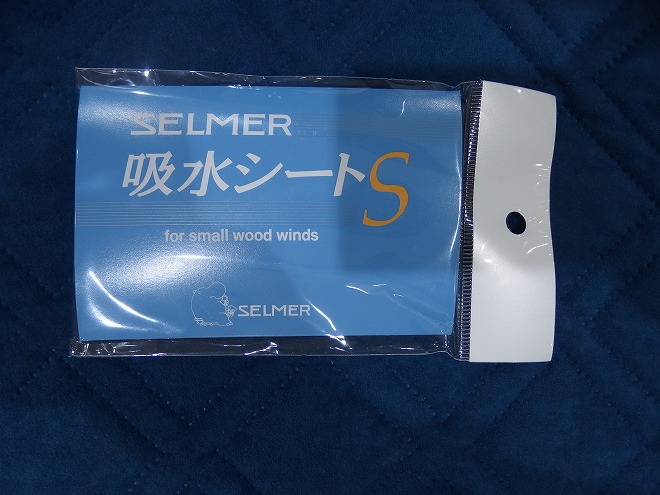 SELMER
吸水シートS
for small wood winds
SELMER